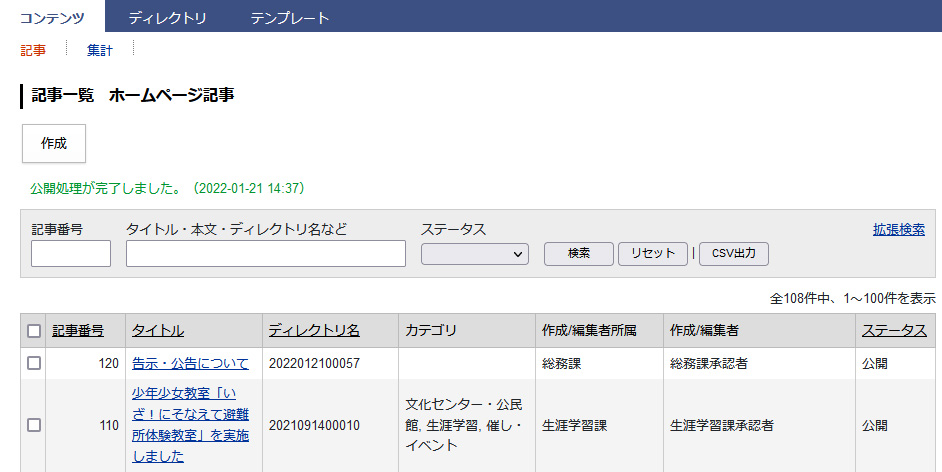 コンテンツ ディレクトリ テンプレート
記事 集計
記事一覧 ホームページ記事
作成
公開処理が完了しました。（2022-01-21 14:37）
記事番号 タイトル・本文・ディレクトリ名など ステータス 拡張検索
検索 リセット | CSV出力
全108件中、1～100件を表示
記事番号 タイトル ディレクトリ名 カテゴリ 作成/編集者所属 作成/編集者 ステータス
120 告示・公告について 2022012100057 総務課 総務課承認者 公開
少年少女教室「い
ざ！にそなえて避難
所体験教室」を実施
しました
110 2021091400010
文化センター・公民
館, 生涯学習, 催し・
イベント
生涯学習課 生涯学習課承認者 公開